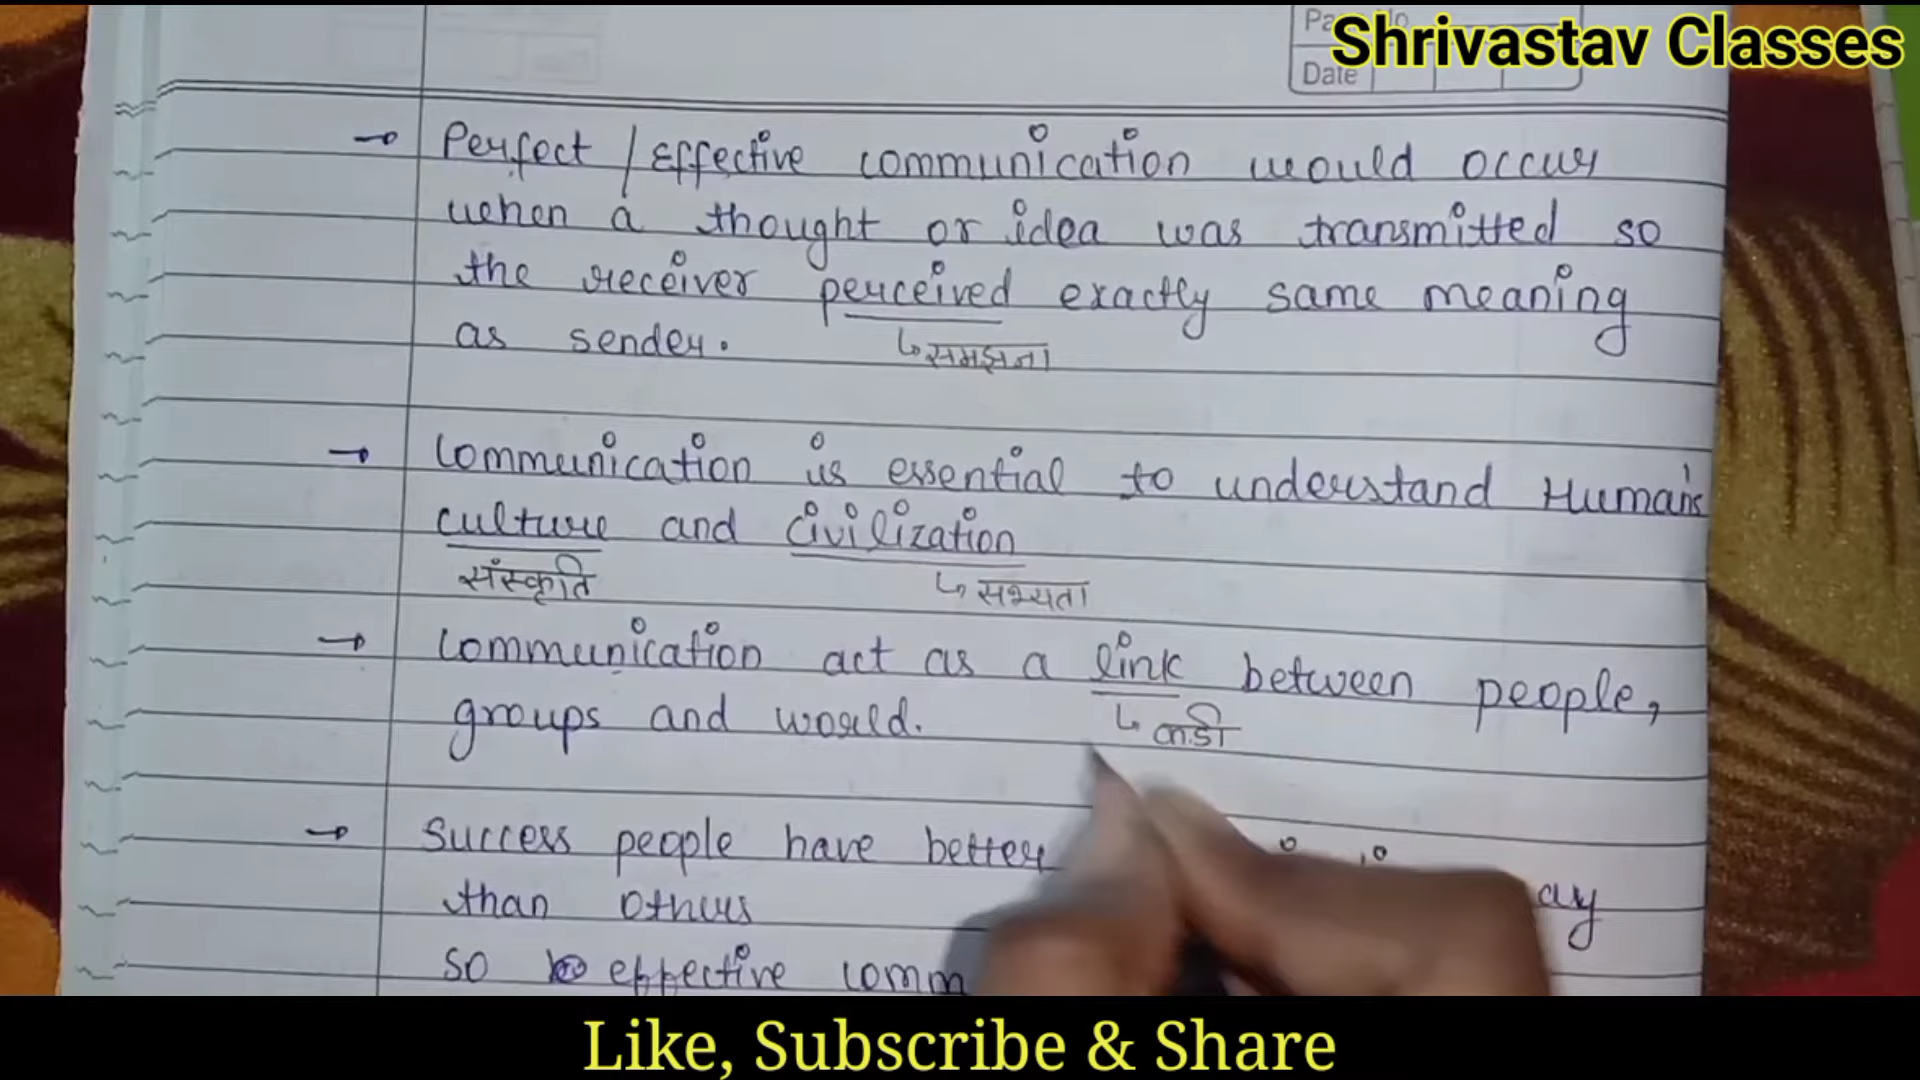 Page No
Shrivastav Classes
Date
→ Perfect / Effective communication would occur
when a thought or idea was transmitted so
the receiver perceived exactly same meaning
as sender. ↳ समझना
→ Communication is essential to understand Human's
culture and civilization
संस्कृति ↳ सभ्यता
→ Communication act as a link between people,
groups and world. ↳ कडी
→ Success people have better
than others ay
so effective comm
Like, Subscribe & Share